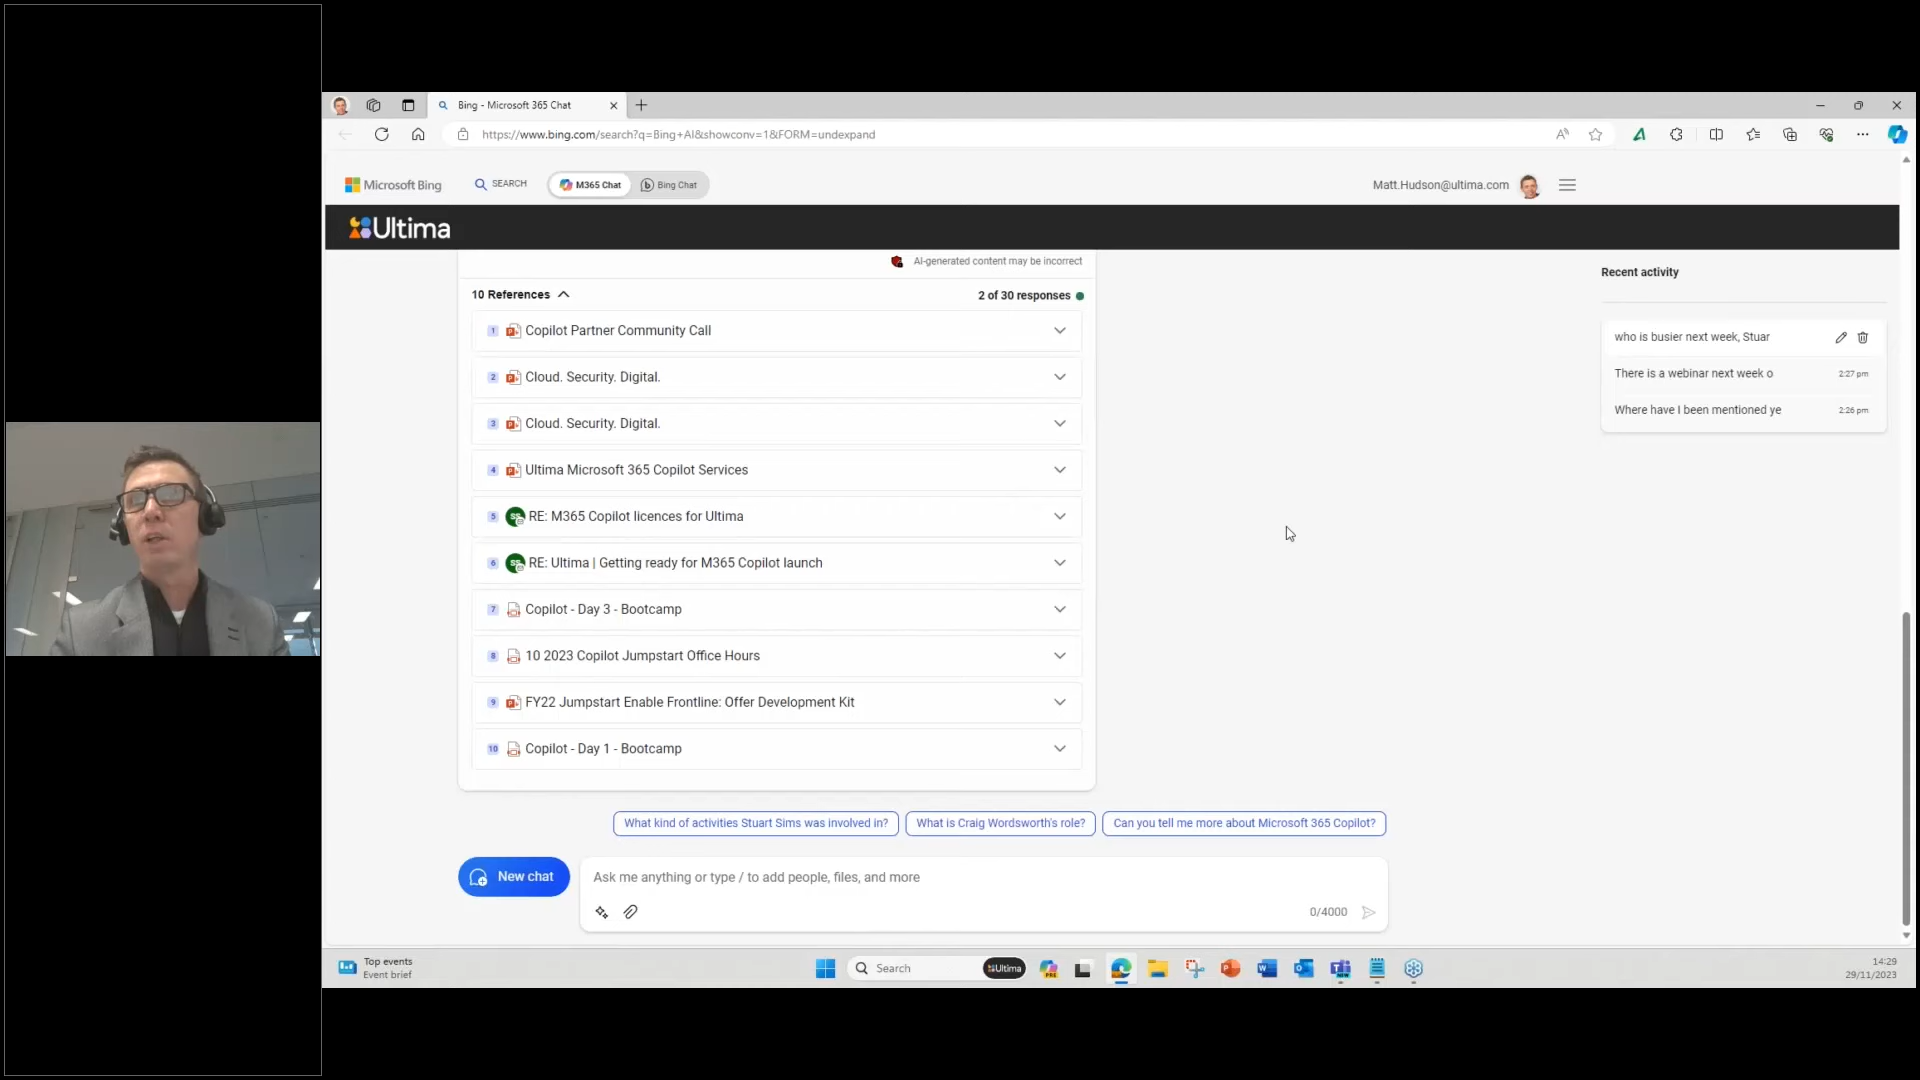 Bing - Microsoft 365 Chat
https://www.bing.com/search?q=Bing+AI&showconv=1&FORM=undexpand
Microsoft Bing
SEARCH
M365 Chat
Bing Chat
Matt.Hudson@ultima.com
Ultima
AI-generated content may be incorrect
10 References
2 of 30 responses
1 Copilot Partner Community Call
2 Cloud. Security. Digital.
3 Cloud. Security. Digital.
4 Ultima Microsoft 365 Copilot Services
5 SS RE: M365 Copilot licences for Ultima
6 SS RE: Ultima | Getting ready for M365 Copilot launch
7 Copilot - Day 3 - Bootcamp
8 10 2023 Copilot Jumpstart Office Hours
9 FY22 Jumpstart Enable Frontline: Offer Development Kit
10 Copilot - Day 1 - Bootcamp
Recent activity
who is busier next week, Stuar
There is a webinar next week o 2:27 pm
Where have I been mentioned ye 2:26 pm
What kind of activities Stuart Sims was involved in?
What is Craig Wordsworth's role?
Can you tell me more about Microsoft 365 Copilot?
New chat
Ask me anything or type / to add people, files, and more
0/4000
Top events
Event brief
Search
Ultima
14:29
29/11/2023